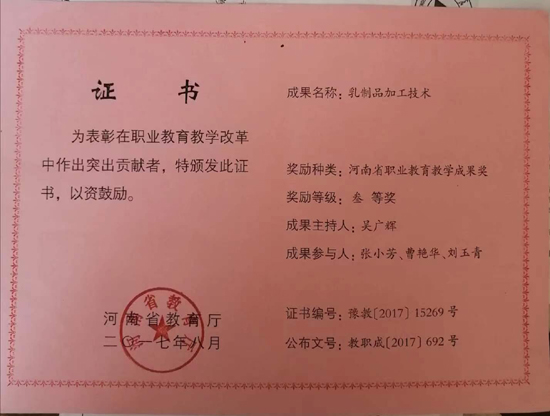 证 书
为表彰在职业教育教学改革
中作出突出贡献者，特颁发此证
书，以资鼓励。
河南省教育厅
二〇一七年八月
成果名称：乳制品加工技术
奖励种类：河南省职业教育教学成果奖
奖励等级：叁 等奖
成果主持人：吴广辉
成果参与人：张小芳、曹艳华、刘玉青
证书编号：豫教[2017] 15269 号
公布文号：教职成[2017] 692 号